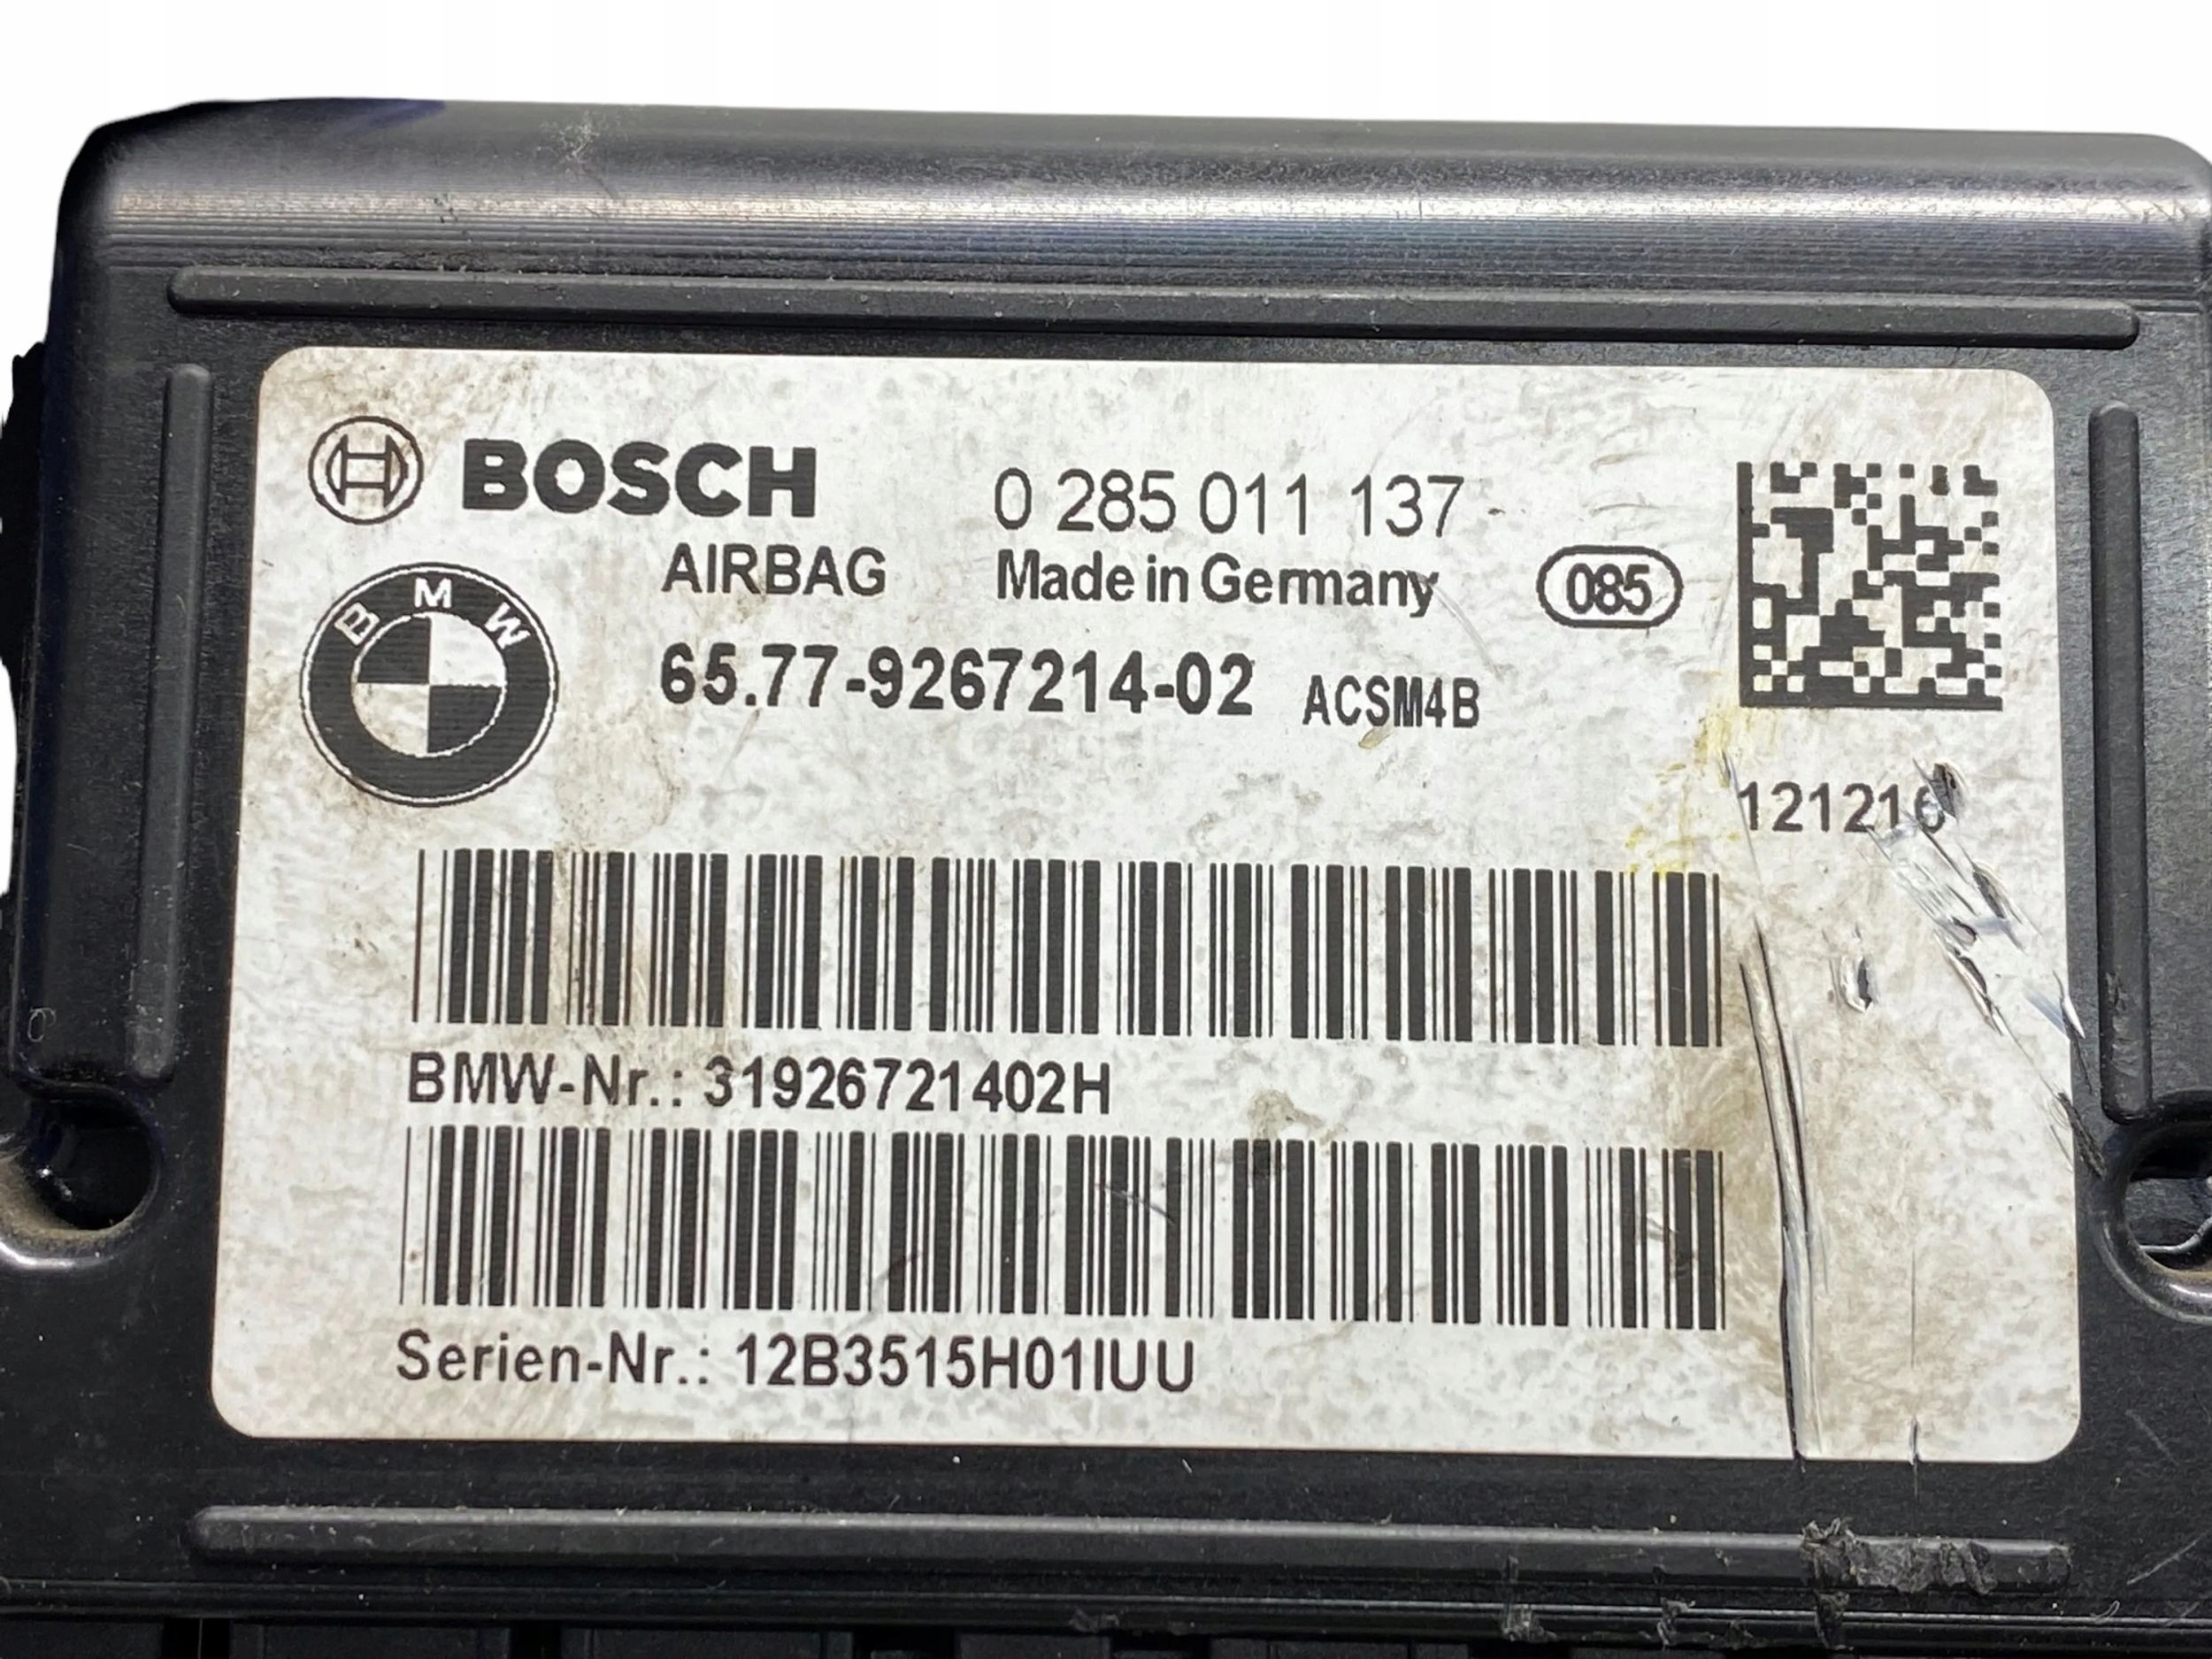 BOSCH 0 285 011 137
AIRBAG Made in Germany 085
BMW
65.77-9267214-02 ACSM4B
121216
BMW-Nr.: 31926721402H
Serien-Nr.: 12B3515H01IUU